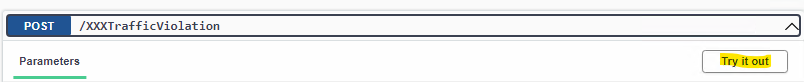 POST /XXXTrafficViolation
Parameters Try it out